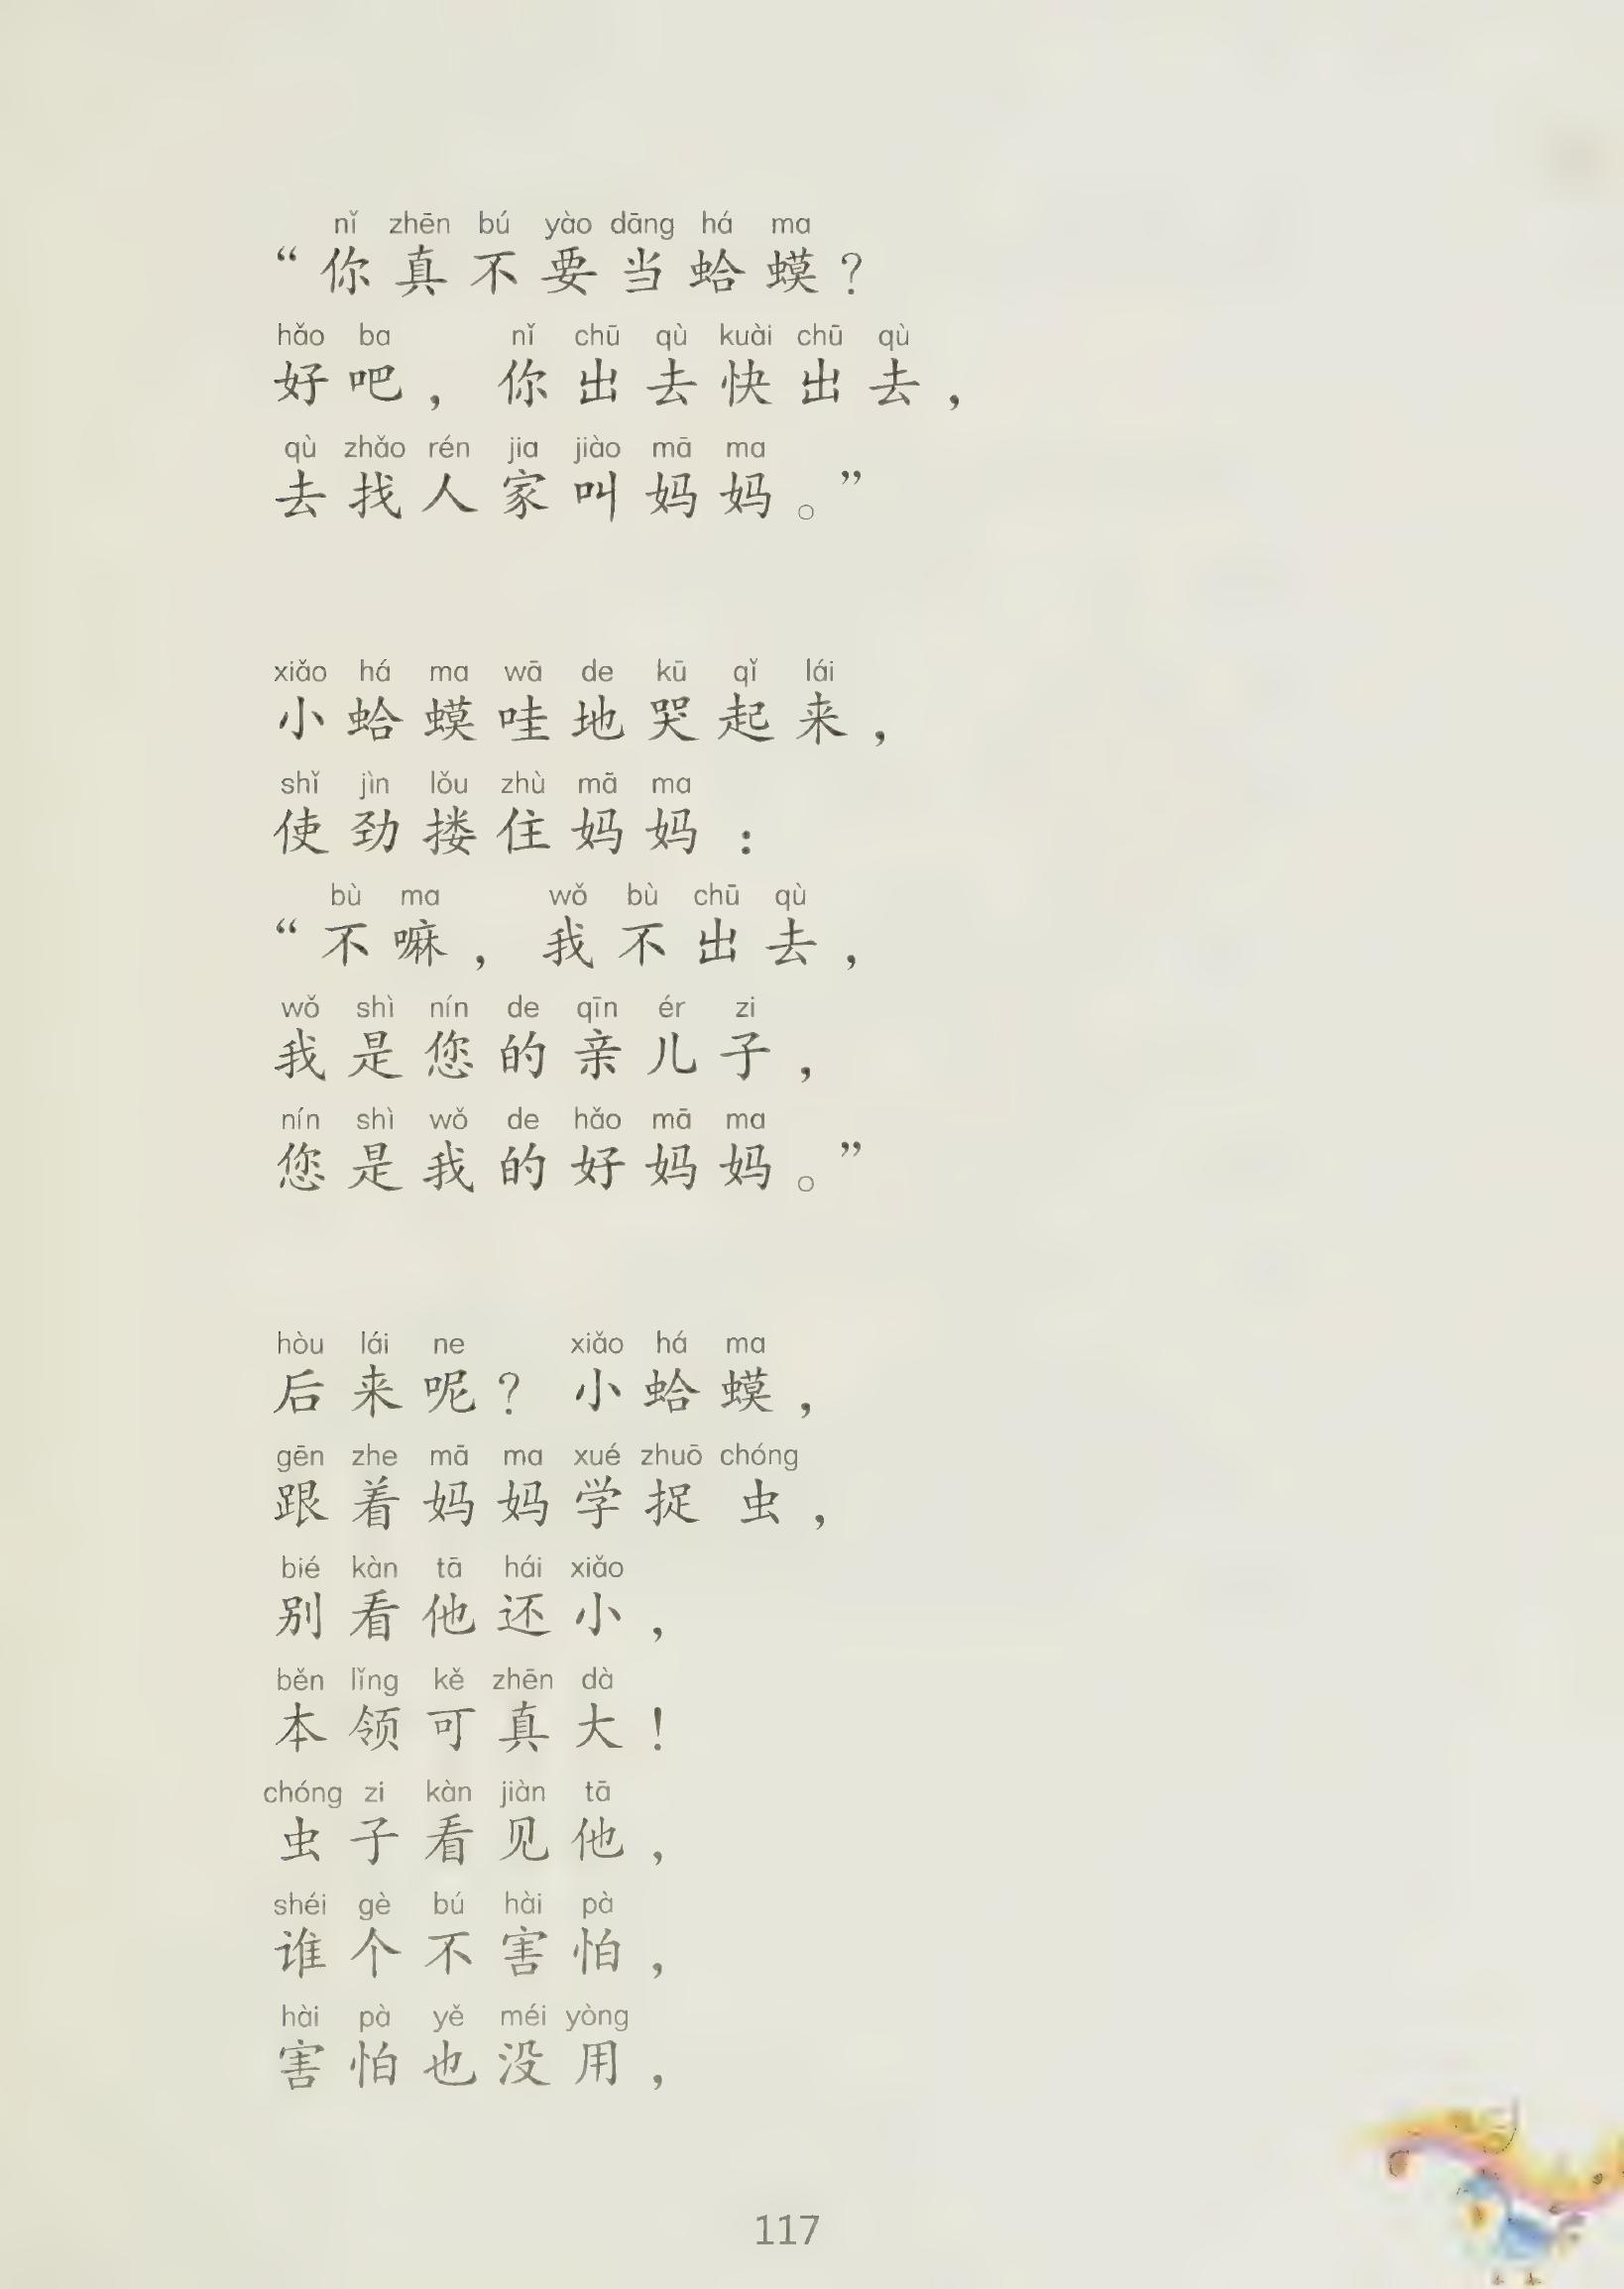 nǐ zhēn bú yào dāng há ma
“你真不要当蛤蟆？
hǎo ba nǐ chū qù kuài chū qù
好吧，你出去快出去，
qù zhǎo rén jia jiào mā ma
去找人家叫妈妈。”
xiǎo há ma wā de kū qǐ lái
小蛤蟆哇地哭起来，
shǐ jìn lǒu zhù mā ma
使劲搂住妈妈：
bù ma wǒ bù chū qù
“不嘛，我不出去，
wǒ shì nín de qīn ér zi
我是您的亲儿子，
nín shì wǒ de hǎo mā ma
您是我的好妈妈。”
hòu lái ne xiǎo há ma
后来呢？小蛤蟆，
gēn zhe mā ma xué zhuō chóng
跟着妈妈学捉虫，
bié kàn tā hái xiǎo
别看他还小，
běn lǐng kě zhēn dà
本领可真大！
chóng zi kàn jiàn tā
虫子看见他，
shéi gè bú hài pà
谁个不害怕，
hài pà yě méi yòng
害怕也没用，
117